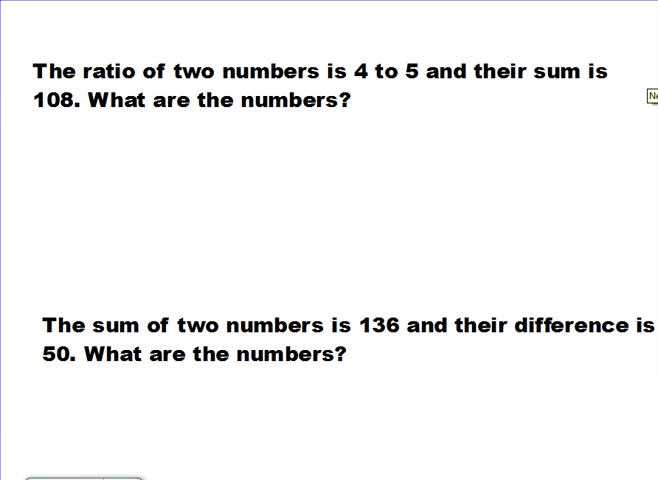 The ratio of two numbers is 4 to 5 and their sum is
108. What are the numbers?
The sum of two numbers is 136 and their difference is
50. What are the numbers?